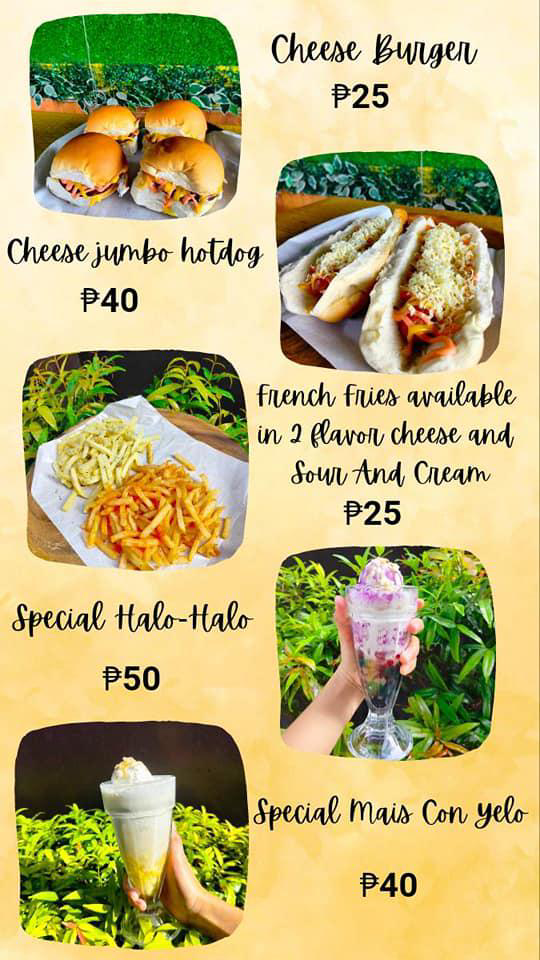 Cheese Burger
₱25
Cheese jumbo hotdog
₱40
French Fries available
in 2 flavor cheese and
Sour And Cream
₱25
Special Halo-Halo
₱50
Special Mais Con Yelo
₱40